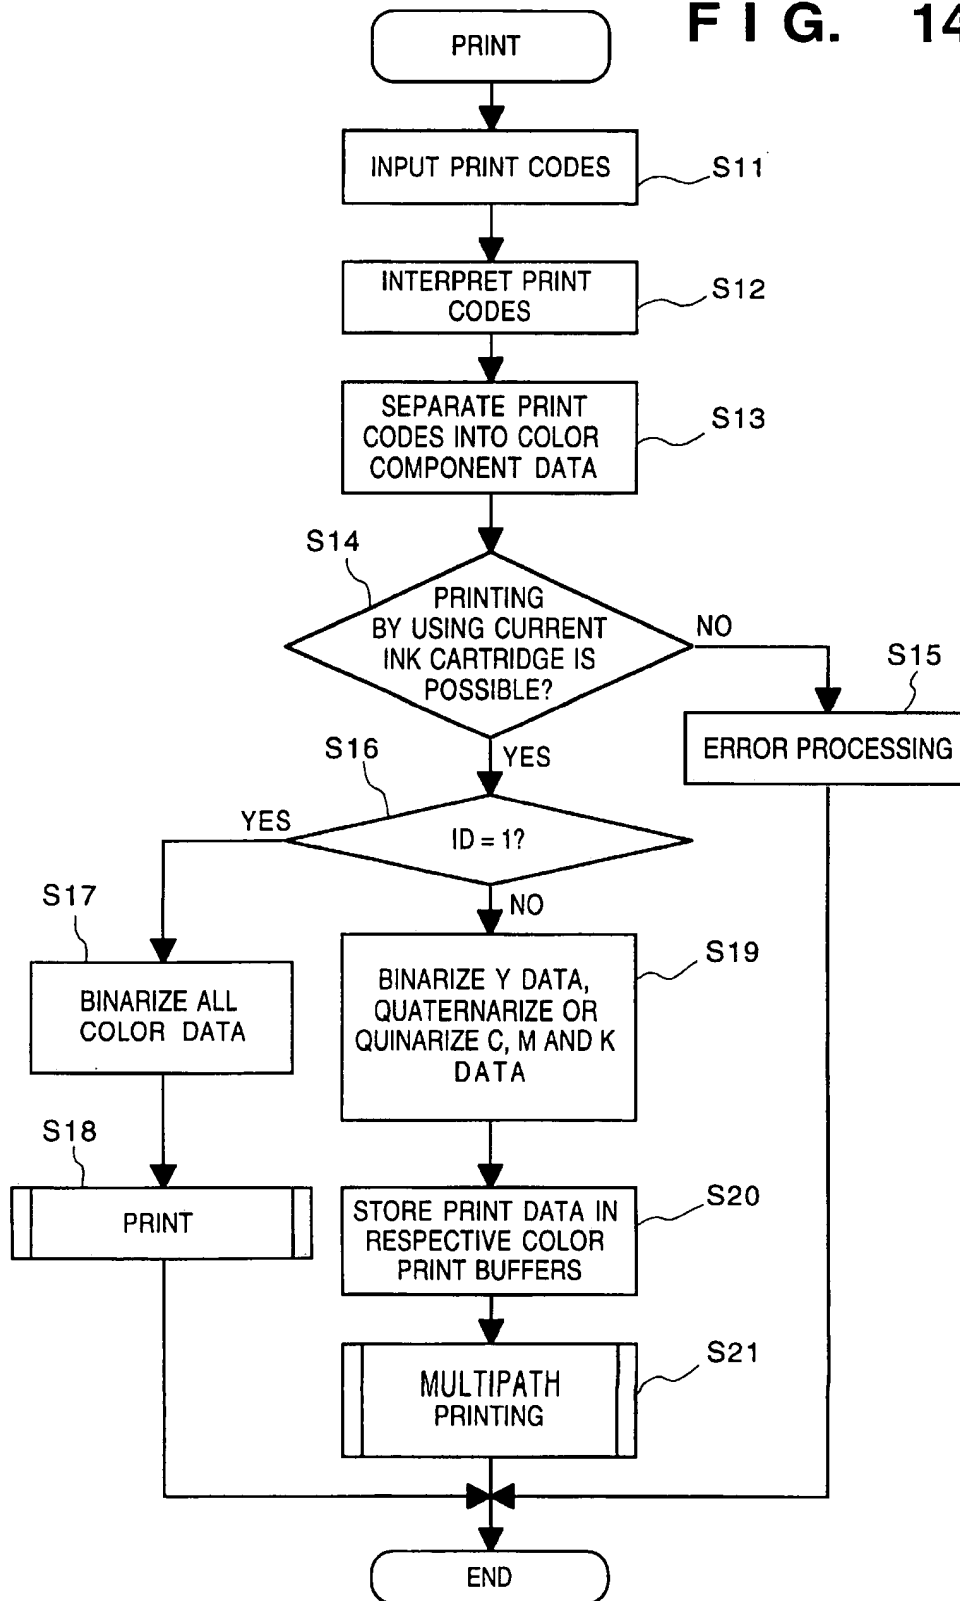 FIG. 14
PRINT
INPUT PRINT CODES
S11
INTERPRET PRINT
CODES
S12
SEPARATE PRINT
CODES INTO COLOR
COMPONENT DATA
S13
S14
PRINTING
BY USING CURRENT
INK CARTRIDGE IS
POSSIBLE?
NO
S15
ERROR PROCESSING
YES
S16
ID = 1?
YES
NO
S17
BINARIZE ALL
COLOR DATA
S18
PRINT
S19
BINARIZE Y DATA,
QUATERNARIZE OR
QUINARIZE C, M AND K
DATA
S20
STORE PRINT DATA IN
RESPECTIVE COLOR
PRINT BUFFERS
S21
MULTIPATH
PRINTING
END